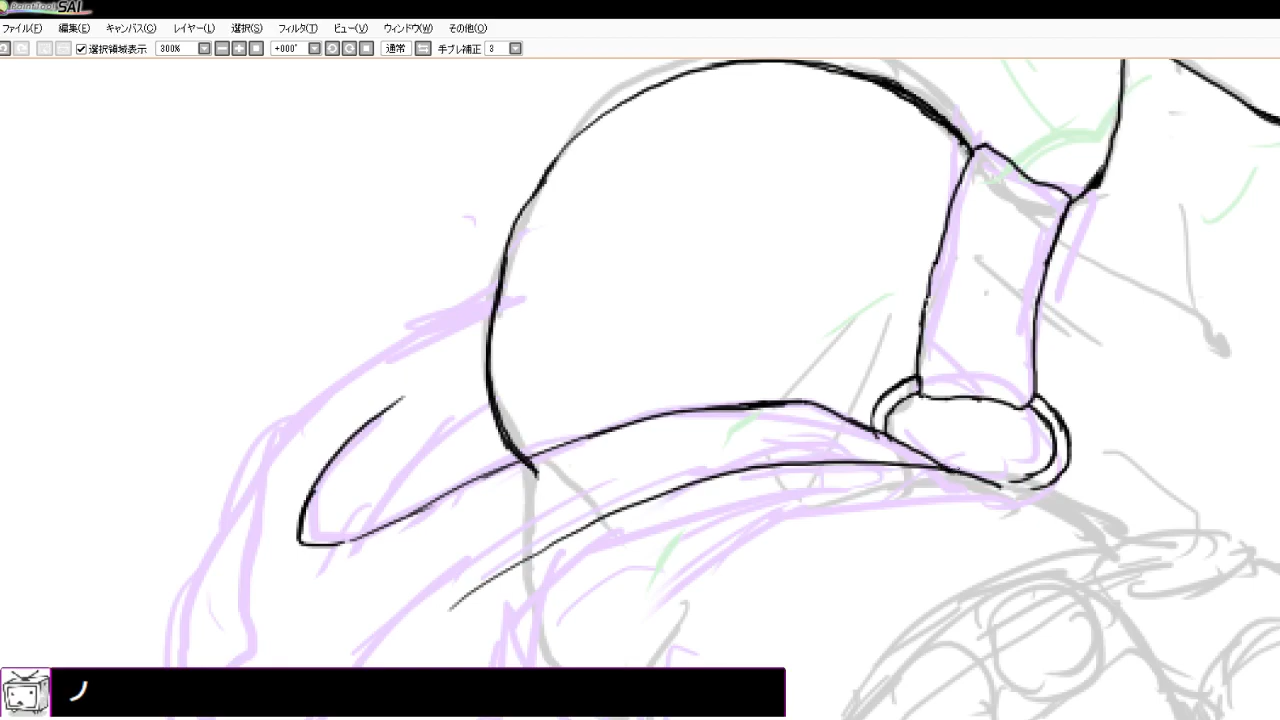 PaintTool SAI
ファイル(F) 編集(E) キャンバス(C) レイヤー(L) 選択(S) フィルタ(T) ビュー(V) ウィンドウ(W) その他(O)
選択領域表示 300% +000° 通常 手ブレ補正 3
ノ